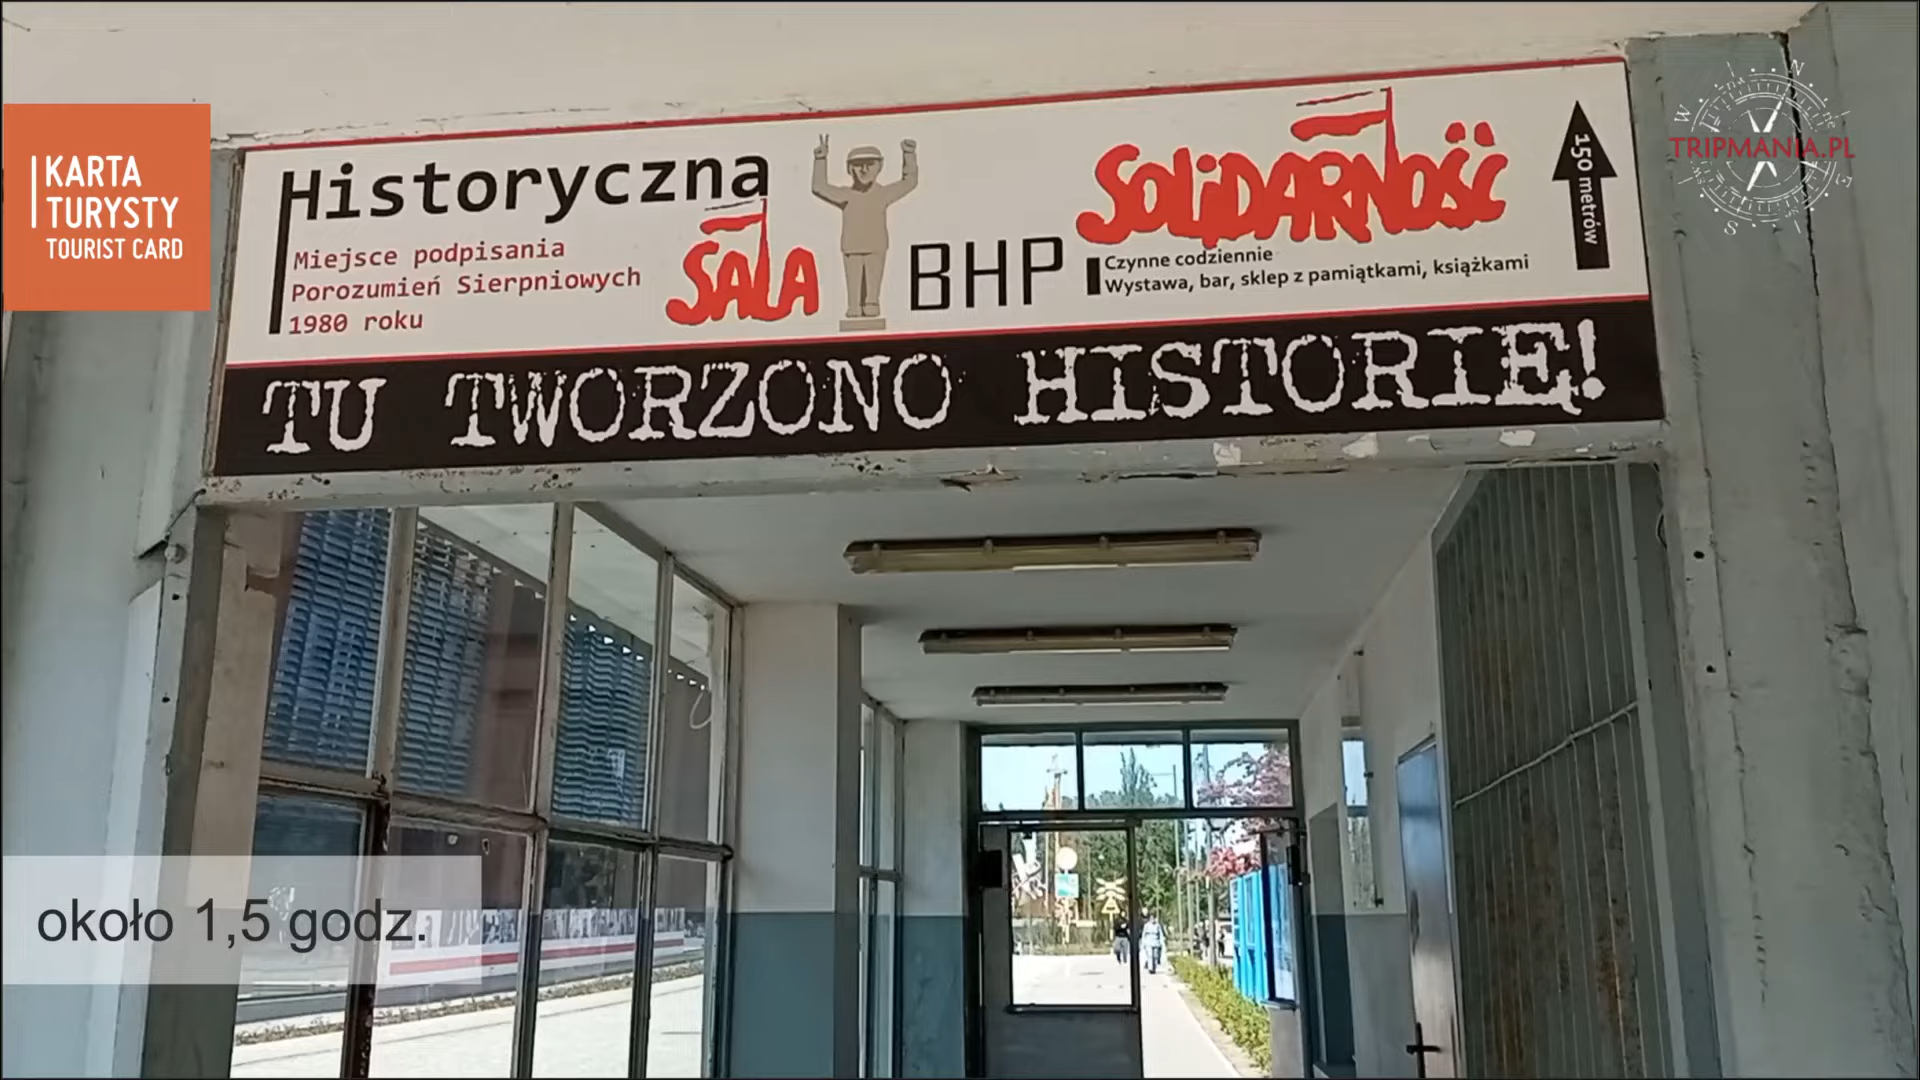 KARTA
TURYSTY
TOURIST CARD
Historyczna
Miejsce podpisania
Porozumień Sierpniowych
1980 roku
SALA
BHP
SOLIDARNOŚĆ
Czynne codziennie
Wystawa, bar, sklep z pamiątkami, książkami
150 metrów
TU TWORZONO HISTORIĘ!
TRIPMANIA.PL
N
W
E
S
około 1,5 godz.